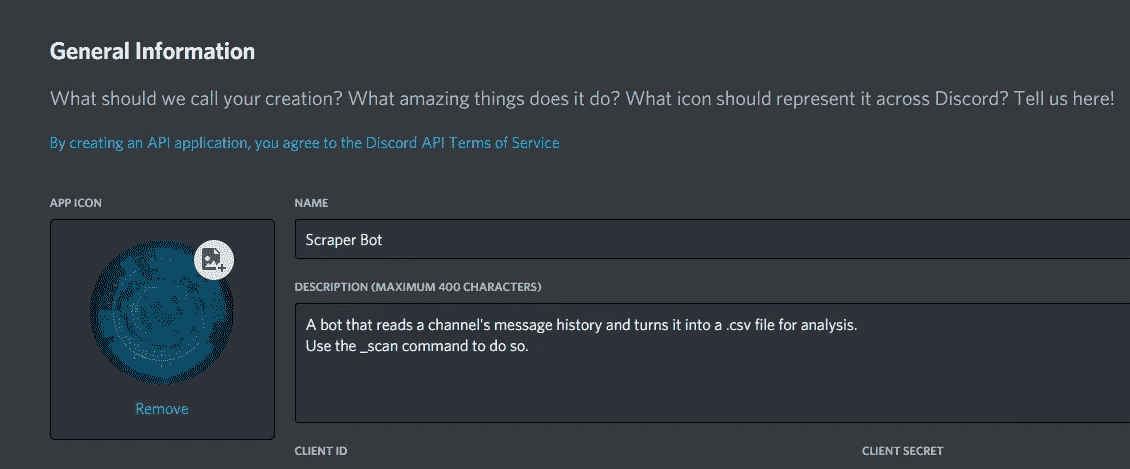 General Information
What should we call your creation? What amazing things does it do? What icon should represent it across Discord? Tell us here!
By creating an API application, you agree to the Discord API Terms of Service
APP ICON
NAME
Scraper Bot
DESCRIPTION (MAXIMUM 400 CHARACTERS)
A bot that reads a channel's message history and turns it into a .csv file for analysis.
Use the _scan command to do so.
Remove
CLIENT ID
CLIENT SECRET